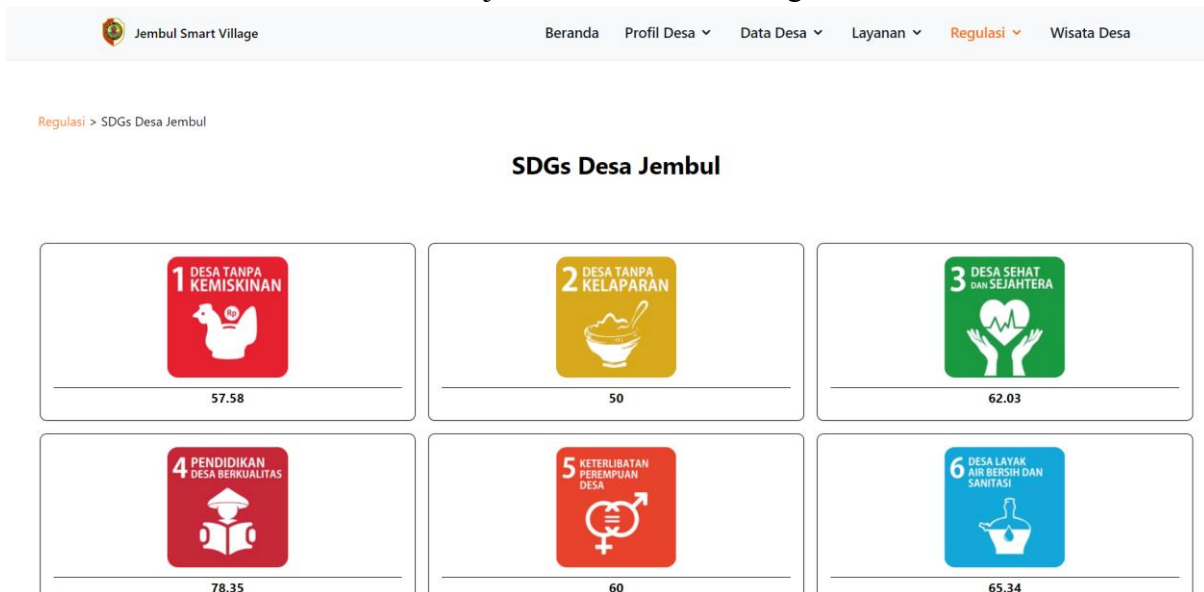 Jembul Smart Village
Beranda Profil Desa Data Desa Layanan Regulasi Wisata Desa
Regulasi > SDGs Desa Jembul
SDGs Desa Jembul
1 DESA TANPA
KEMISKINAN
Rp
57.58
2 DESA TANPA
KELAPARAN
50
3 DESA SEHAT
DAN SEJAHTERA
62.03
4 PENDIDIKAN
DESA BERKUALITAS
78.35
5 KETERLIBATAN
PEREMPUAN
DESA
60
6 DESA LAYAK
AIR BERSIH DAN
SANITASI
65.34